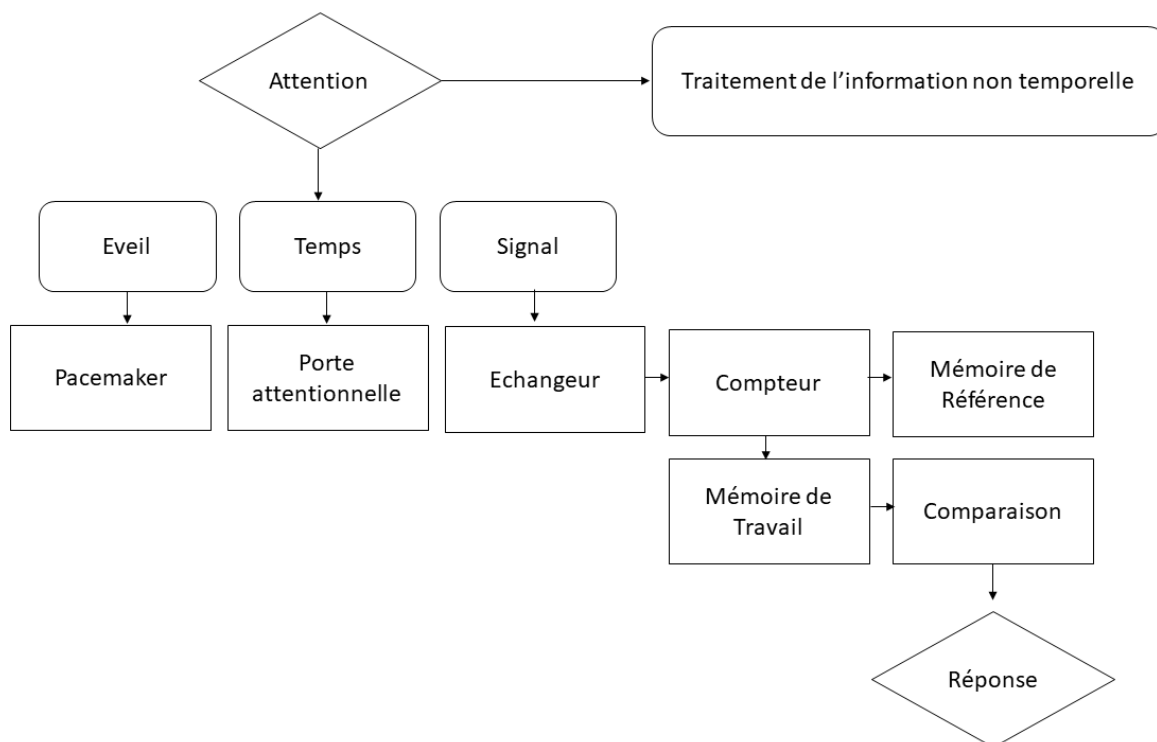 Attention
Traitement de l'information non temporelle
Eveil
Temps
Signal
Pacemaker
Porte
attentionnelle
Echangeur
Compteur
Mémoire de
Référence
Mémoire de
Travail
Comparaison
Réponse